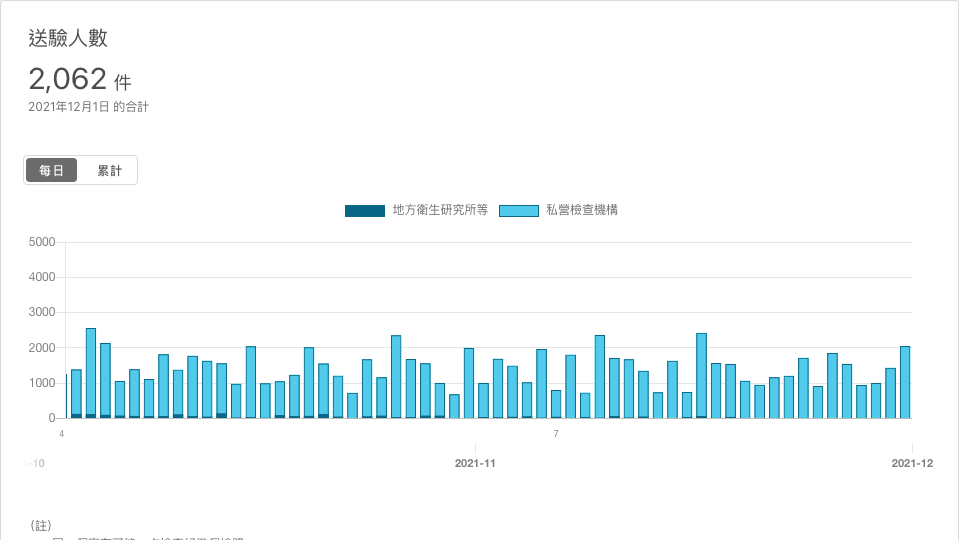 送驗人數
2,062 件
2021年12月1日 的合計
每日 累計
地方衛生研究所等 私營檢查機構
5000
4000
3000
2000
1000
0
4 7
-10 2021-11 2021-12
(註)